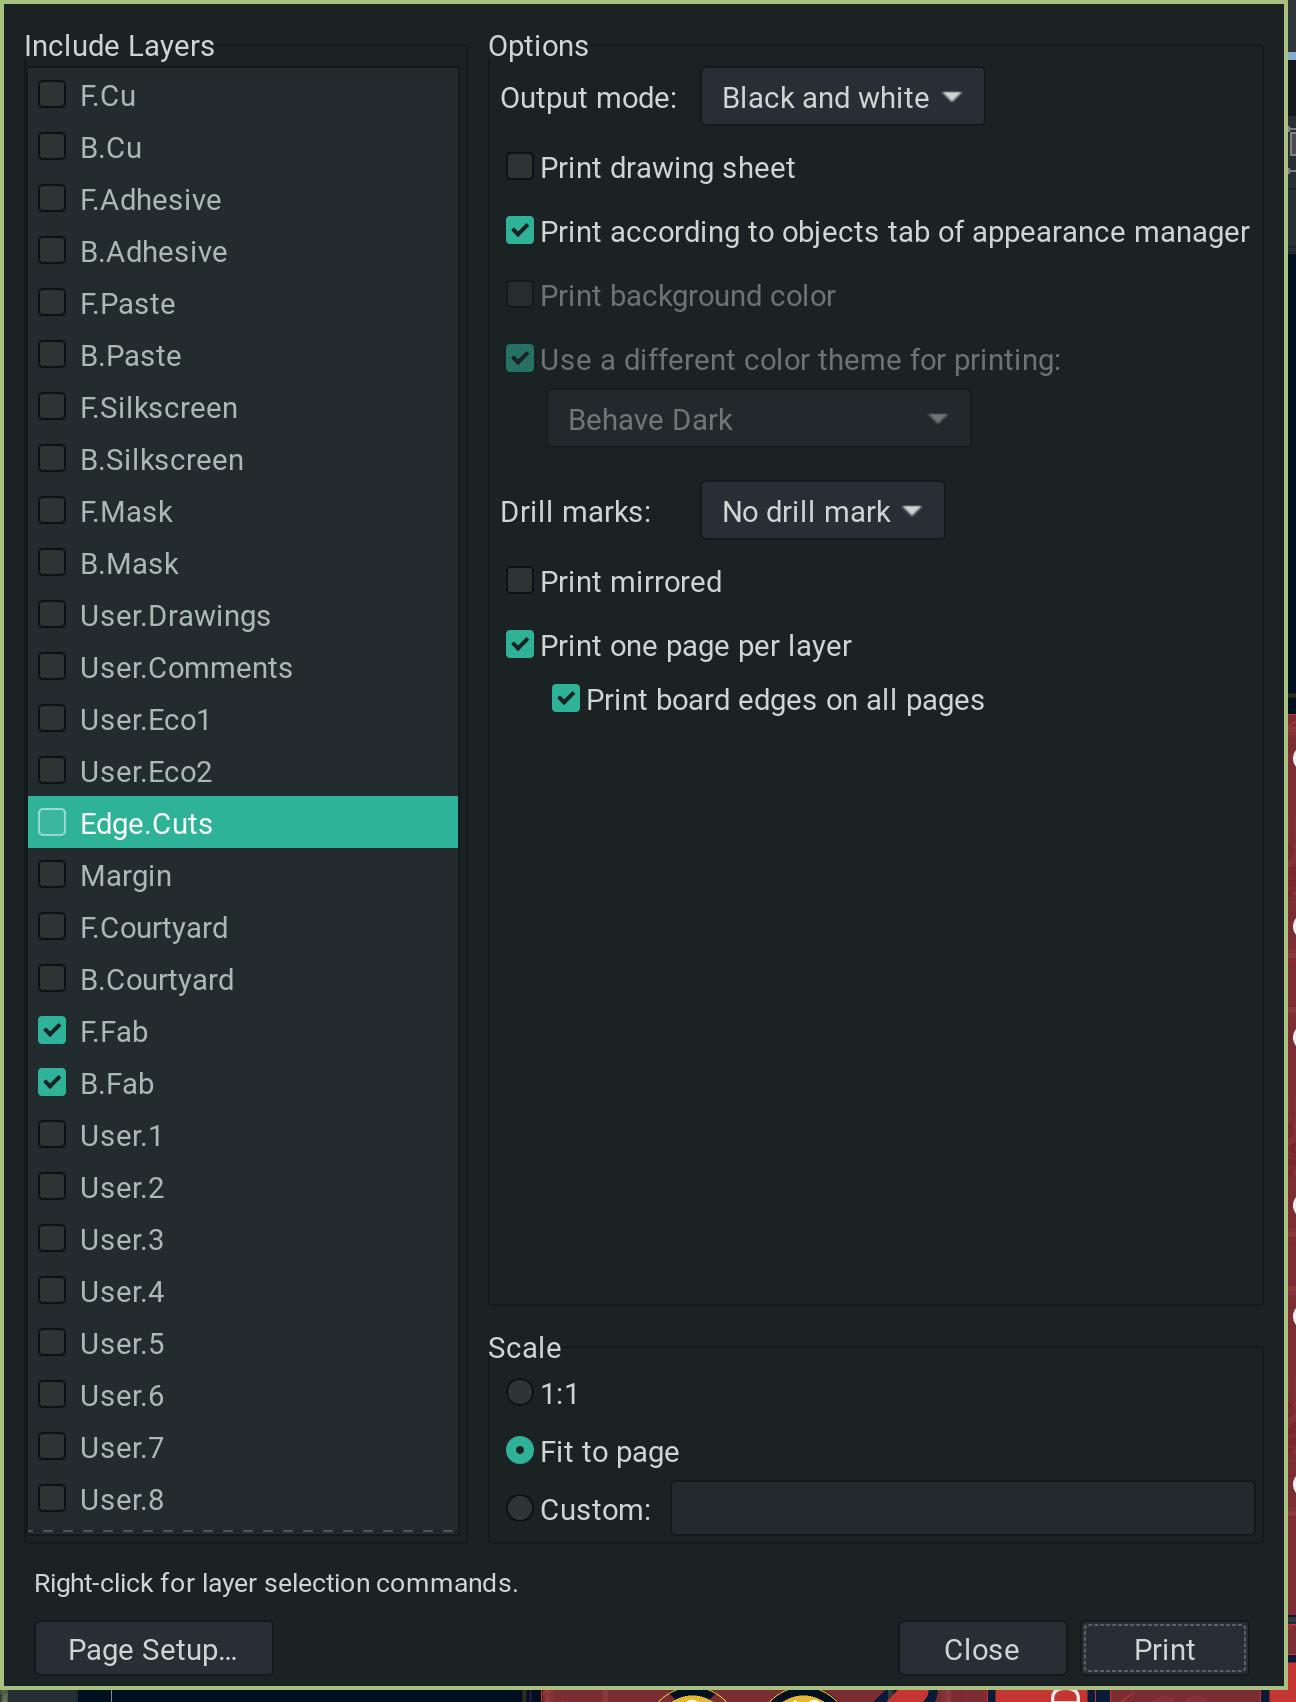 Include Layers
F.Cu
B.Cu
F.Adhesive
B.Adhesive
F.Paste
B.Paste
F.Silkscreen
B.Silkscreen
F.Mask
B.Mask
User.Drawings
User.Comments
User.Eco1
User.Eco2
Edge.Cuts
Margin
F.Courtyard
B.Courtyard
F.Fab
B.Fab
User.1
User.2
User.3
User.4
User.5
User.6
User.7
User.8
Options
Output mode: Black and white
Print drawing sheet
Print according to objects tab of appearance manager
Print background color
Use a different color theme for printing:
Behave Dark
Drill marks: No drill mark
Print mirrored
Print one page per layer
Print board edges on all pages
Scale
1:1
Fit to page
Custom:
Right-click for layer selection commands.
Page Setup...
Close
Print